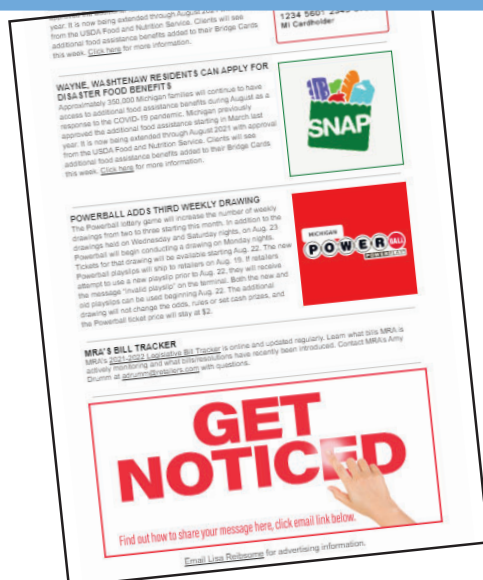 year. It is now being extended through August 2021 with approval
from the USDA Food and Nutrition Service. Clients will see
additional food assistance benefits added to their Bridge Cards
this week. Click here for more information.
1234 5601 2345
MI Cardholder
WAYNE, WASHTENAW RESIDENTS CAN APPLY FOR
DISASTER FOOD BENEFITS
Approximately 350,000 Michigan families will continue to have
access to additional food assistance benefits during August as a
response to the COVID-19 pandemic. Michigan previously
approved the additional food assistance starting in March last
year. It is now being extended through August 2021 with approval
from the USDA Food and Nutrition Service. Clients will see
additional food assistance benefits added to their Bridge Cards
this week. Click here for more information.
SNAP
POWERBALL ADDS THIRD WEEKLY DRAWING
The Powerball lottery game will increase the number of weekly
drawings from two to three starting this month. In addition to the
drawings held on Wednesday and Saturday nights, on Aug. 23
Powerball will begin conducting a drawing on Monday nights.
Tickets for that drawing will be available starting Aug. 22. The new
Powerball playslips will ship to retailers on Aug. 15. If retailers
attempt to use a new playslip prior to Aug. 22, they will receive
the message "invalid playslip" on the terminal. Both the new and
old playslips can be used beginning Aug. 22. The additional
drawing will not change the odds, rules or set cash prizes, and
the Powerball ticket price will stay at $2.
MICHIGAN
POWERBALL
POWER PLAY
MRA'S BILL TRACKER
MRA's 2021-2022 Legislative Bill Tracker is online and updated regularly. Learn what bills MRA is
actively monitoring and what bills/resolutions have recently been introduced. Contact MRA's Amy
Drumm at adrumm@retailers.com with questions.
GET
NOTICED
Find out how to share your message here, click email link below.
Email Lisa Reibsome for advertising information.